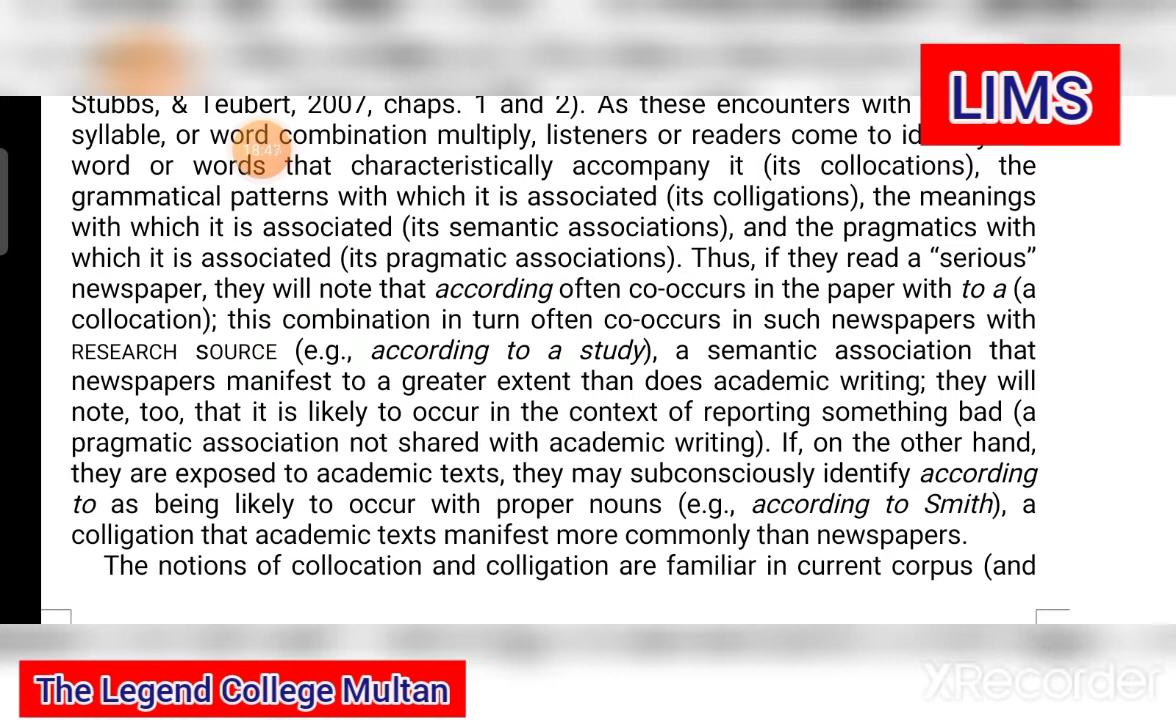 LIMS
Stubbs, & Teubert, 2007, chaps. 1 and 2). As these encounters with
syllable, or word combination multiply, listeners or readers come to
18:43
word or words that characteristically accompany it (its collocations), the
grammatical patterns with which it is associated (its colligations), the meanings
with which it is associated (its semantic associations), and the pragmatics with
which it is associated (its pragmatic associations). Thus, if they read a “serious”
newspaper, they will note that according often co-occurs in the paper with to a (a
collocation); this combination in turn often co-occurs in such newspapers with
RESEARCH SOURCE (e.g., according to a study), a semantic association that
newspapers manifest to a greater extent than does academic writing; they will
note, too, that it is likely to occur in the context of reporting something bad (a
pragmatic association not shared with academic writing). If, on the other hand,
they are exposed to academic texts, they may subconsciously identify according
to as being likely to occur with proper nouns (e.g., according to Smith), a
colligation that academic texts manifest more commonly than newspapers.
The notions of collocation and colligation are familiar in current corpus (and
The Legend College Multan
XRecorder